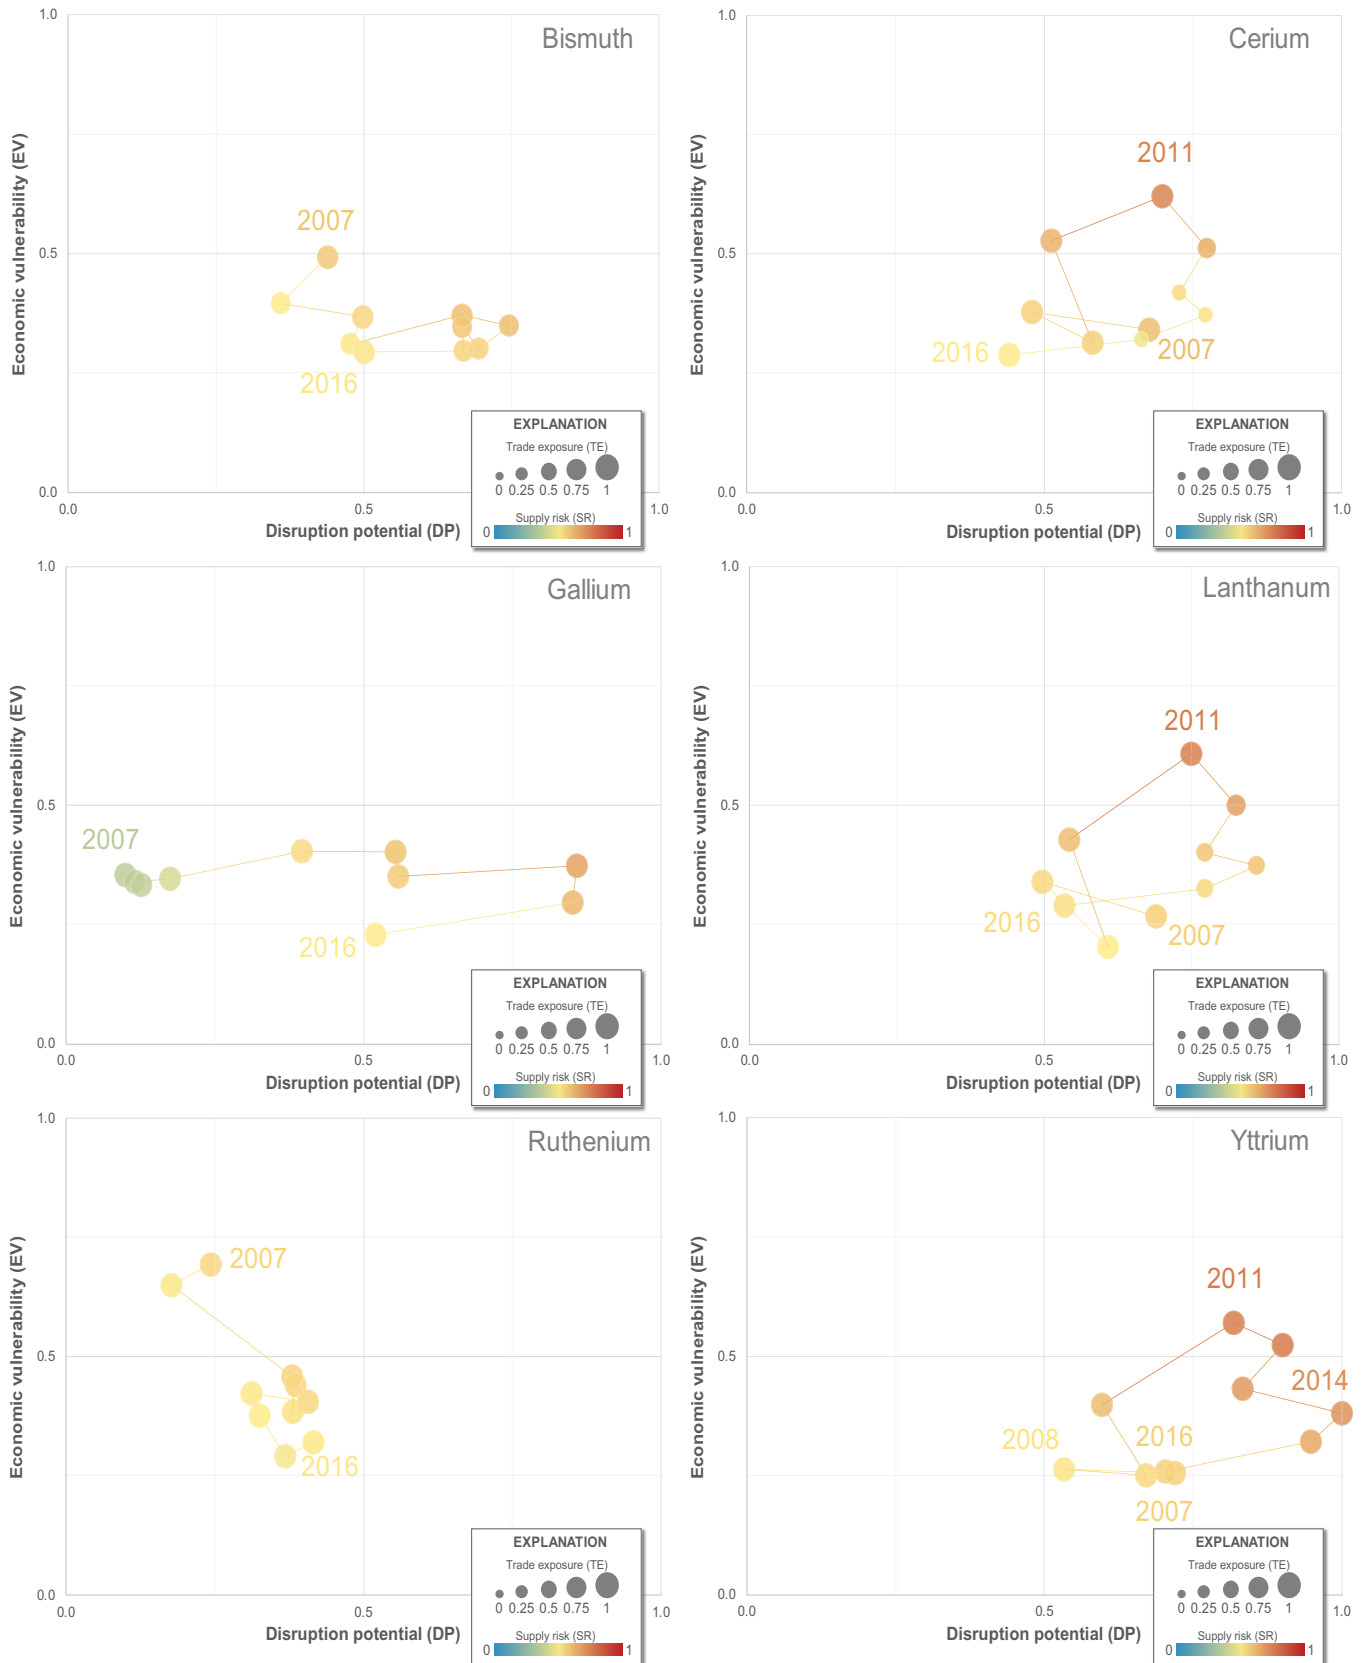 1.0
Bismuth
Economic vulnerability (EV)
2007
0.5
2016
EXPLANATION
Trade exposure (TE)
0 0.25 0.5 0.75 1
Supply risk (SR)
0 1
0.0
0.0 0.5 1.0
Disruption potential (DP)
1.0
Cerium
Economic vulnerability (EV)
2011
0.5
2016
2007
EXPLANATION
Trade exposure (TE)
0 0.25 0.5 0.75 1
Supply risk (SR)
0 1
0.0
0.0 0.5 1.0
Disruption potential (DP)
1.0
Gallium
Economic vulnerability (EV)
0.5
2007
2016
EXPLANATION
Trade exposure (TE)
0 0.25 0.5 0.75 1
Supply risk (SR)
0 1
0.0
0.0 0.5 1.0
Disruption potential (DP)
1.0
Lanthanum
Economic vulnerability (EV)
2011
0.5
2016
2007
EXPLANATION
Trade exposure (TE)
0 0.25 0.5 0.75 1
Supply risk (SR)
0 1
0.0
0.0 0.5 1.0
Disruption potential (DP)
1.0
Ruthenium
Economic vulnerability (EV)
2007
0.5
2016
EXPLANATION
Trade exposure (TE)
0 0.25 0.5 0.75 1
Supply risk (SR)
0 1
0.0
0.0 0.5 1.0
Disruption potential (DP)
1.0
Yttrium
Economic vulnerability (EV)
2011
0.5
2014
2008
2016
2007
EXPLANATION
Trade exposure (TE)
0 0.25 0.5 0.75 1
Supply risk (SR)
0 1
0.0
0.0 0.5 1.0
Disruption potential (DP)